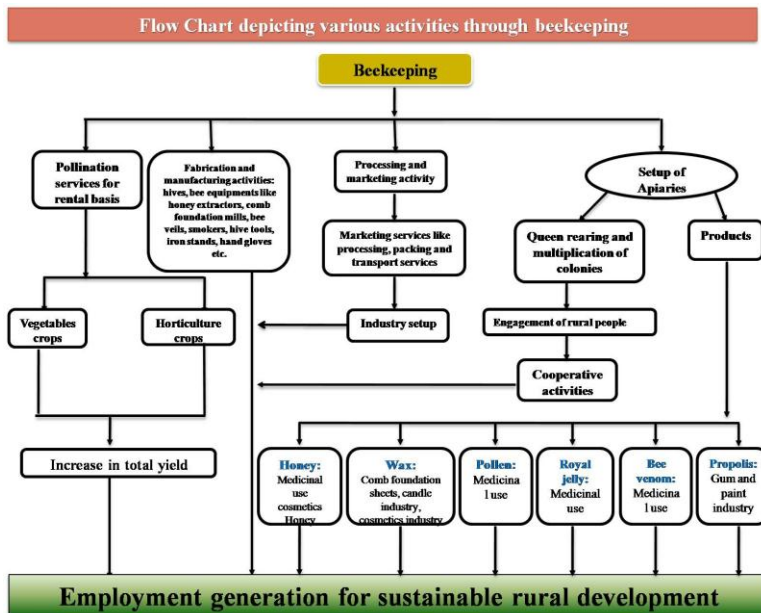 Flow Chart depicting various activities through beekeeping
Beekeeping
Pollination
services for
rental basis
Fabrication and
manufacturing activities:
hives, bee equipments like
honey extractors, comb
foundation mills, bee
veils, smokers, hive tools,
iron stands, hand gloves
etc.
Processing and
marketing activity
Setup of
Apiaries
Marketing services like
processing, packing and
transport services
Queen rearing and
multiplication of
colonies
Products
Vegetables
crops
Horticulture
crops
Industry setup
Engagement of rural people
Cooperative
activities
Increase in total yield
Honey:
Medicinal
use
cosmetics
Honey
Wax:
Comb foundation
sheets, candle
industry,
cosmetics industry
Pollen:
Medicina
l use
Royal
jelly:
Medicinal
use
Bee
venom:
Medicina
l use
Propolis:
Gum and
paint
industry
Employment generation for sustainable rural development